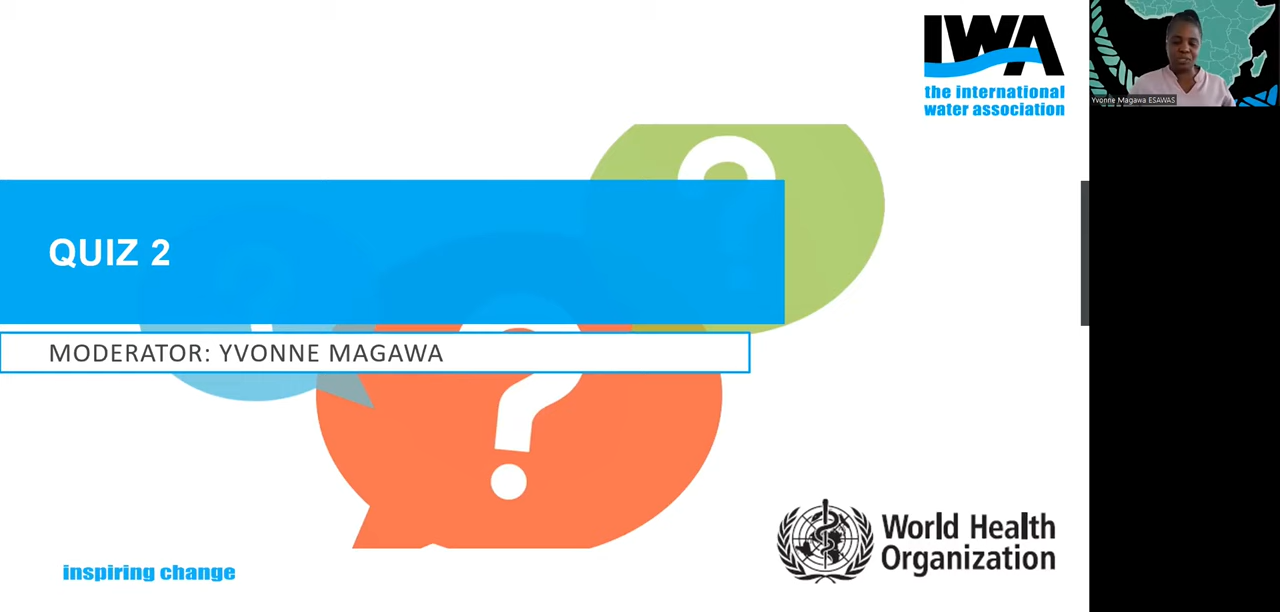 IWA
the international
water association
Yvonne Magawa ESAWAS
QUIZ 2
MODERATOR: YVONNE MAGAWA
World Health
Organization
inspiring change